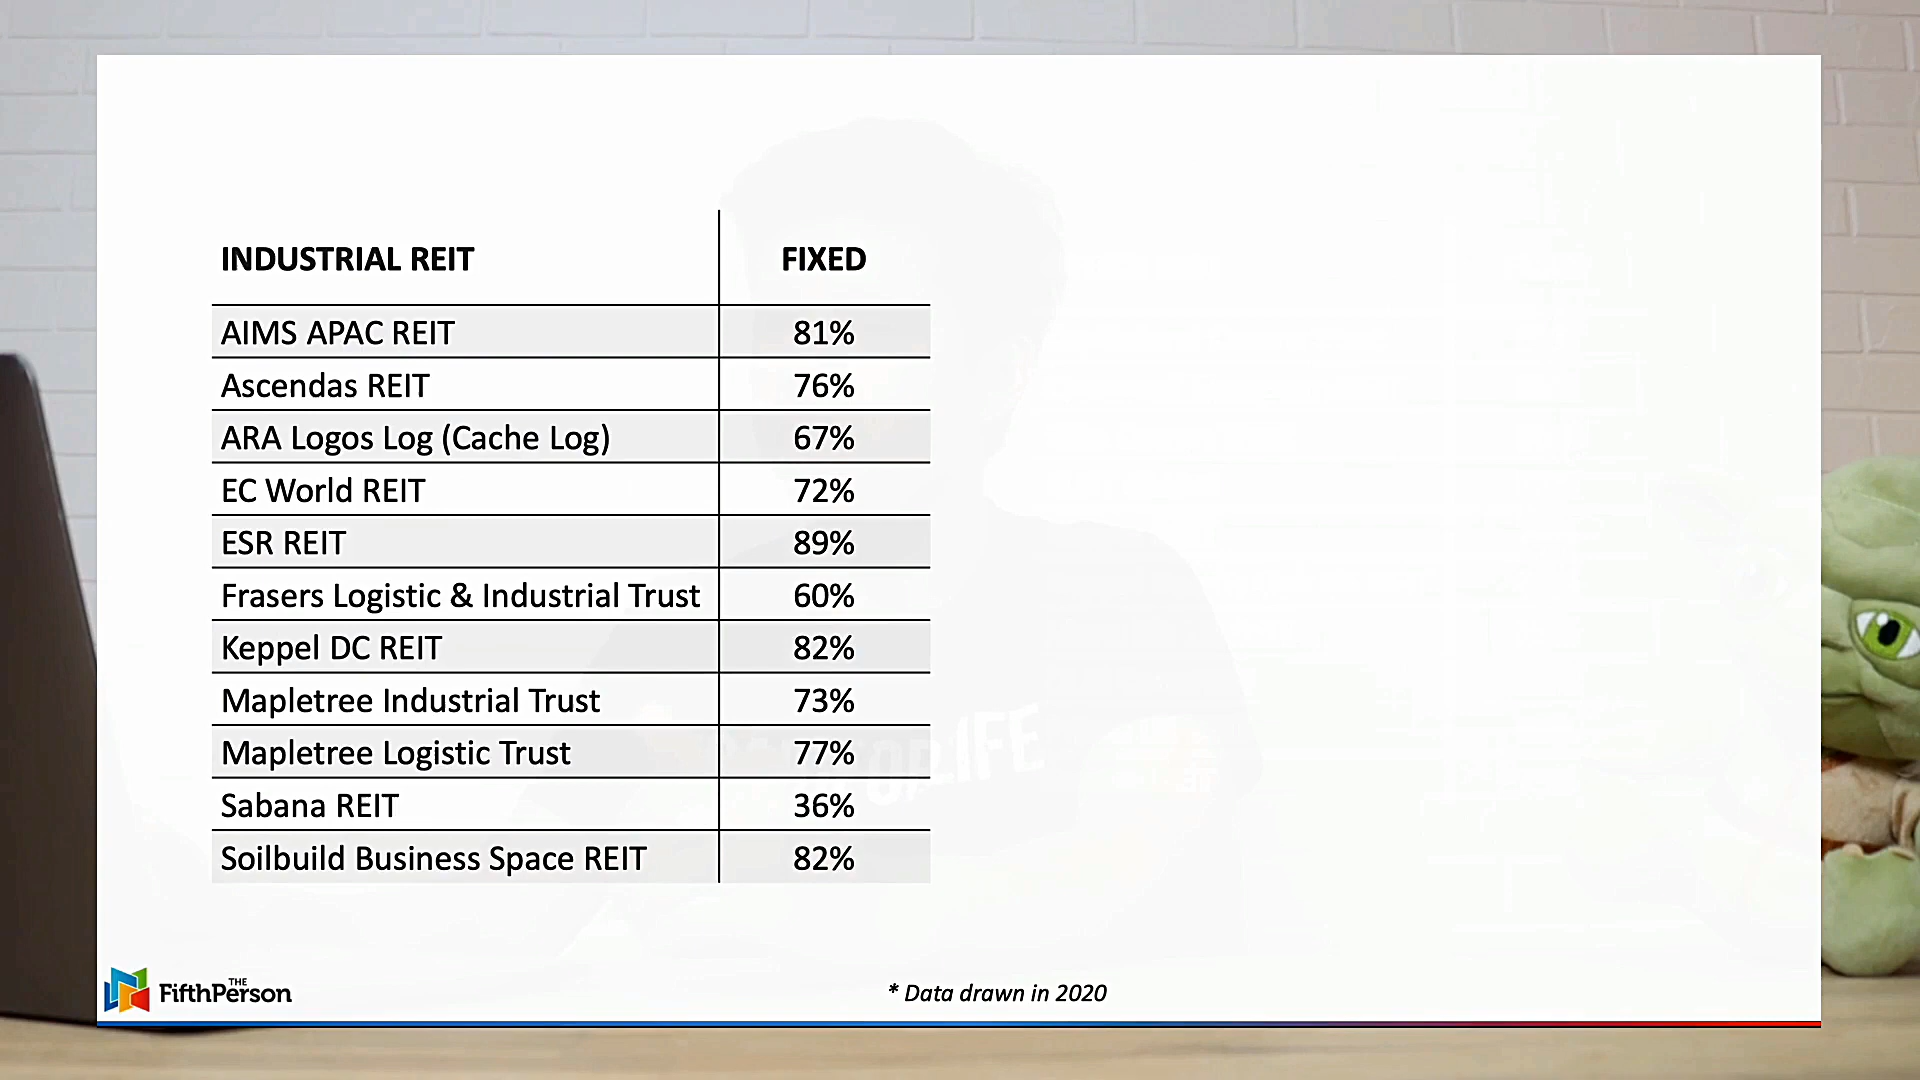 INDUSTRIAL REIT FIXED
AIMS APAC REIT 81%
Ascendas REIT 76%
ARA Logos Log (Cache Log) 67%
EC World REIT 72%
ESR REIT 89%
Frasers Logistic & Industrial Trust 60%
Keppel DC REIT 82%
Mapletree Industrial Trust 73%
Mapletree Logistic Trust 77%
Sabana REIT 36%
Soilbuild Business Space REIT 82%
THE
FifthPerson
* Data drawn in 2020